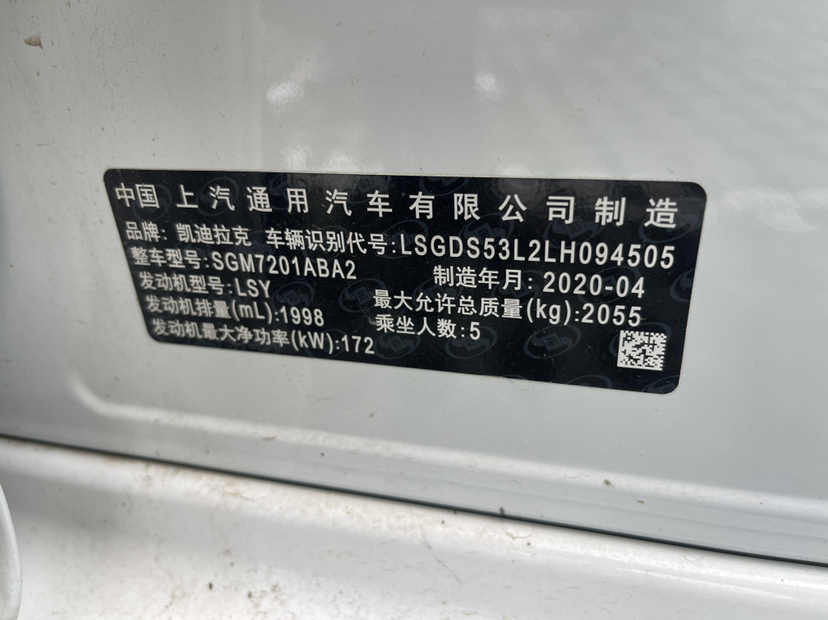 中国上汽通用汽车有限公司制造
品牌: 凯迪拉克 车辆识别代号:LSGDS53L2LH094505
整车型号:SGM7201ABA2 制造年月: 2020-04
发动机型号:LSY 最大允许总质量(kg):2055
发动机排量(mL):1998 乘坐人数:5
发动机最大净功率(kW):172